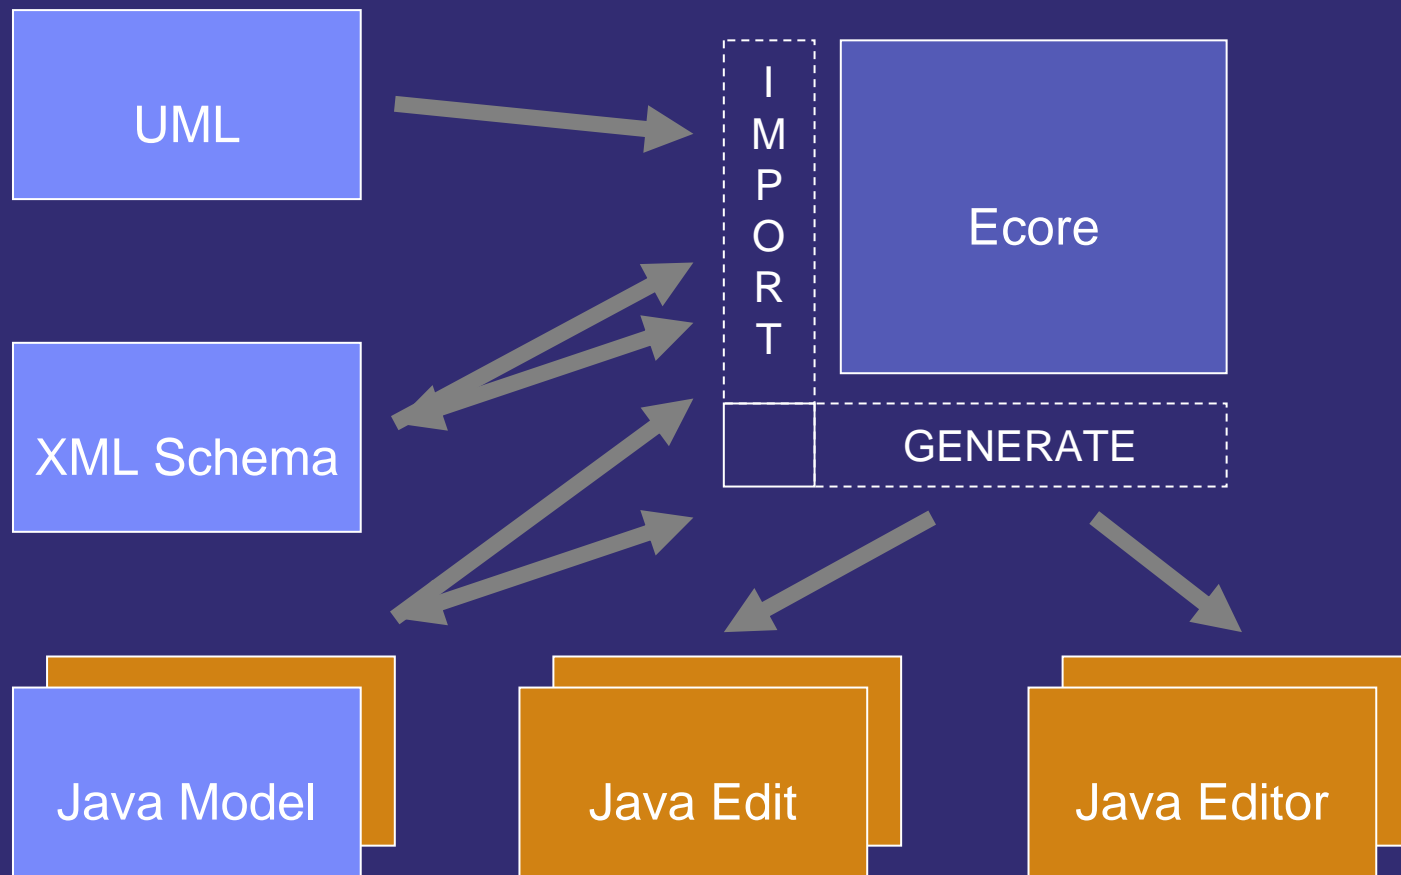 UML
I
M
P
O
R
T
Ecore
XML Schema
GENERATE
Java Model
Java Edit
Java Editor